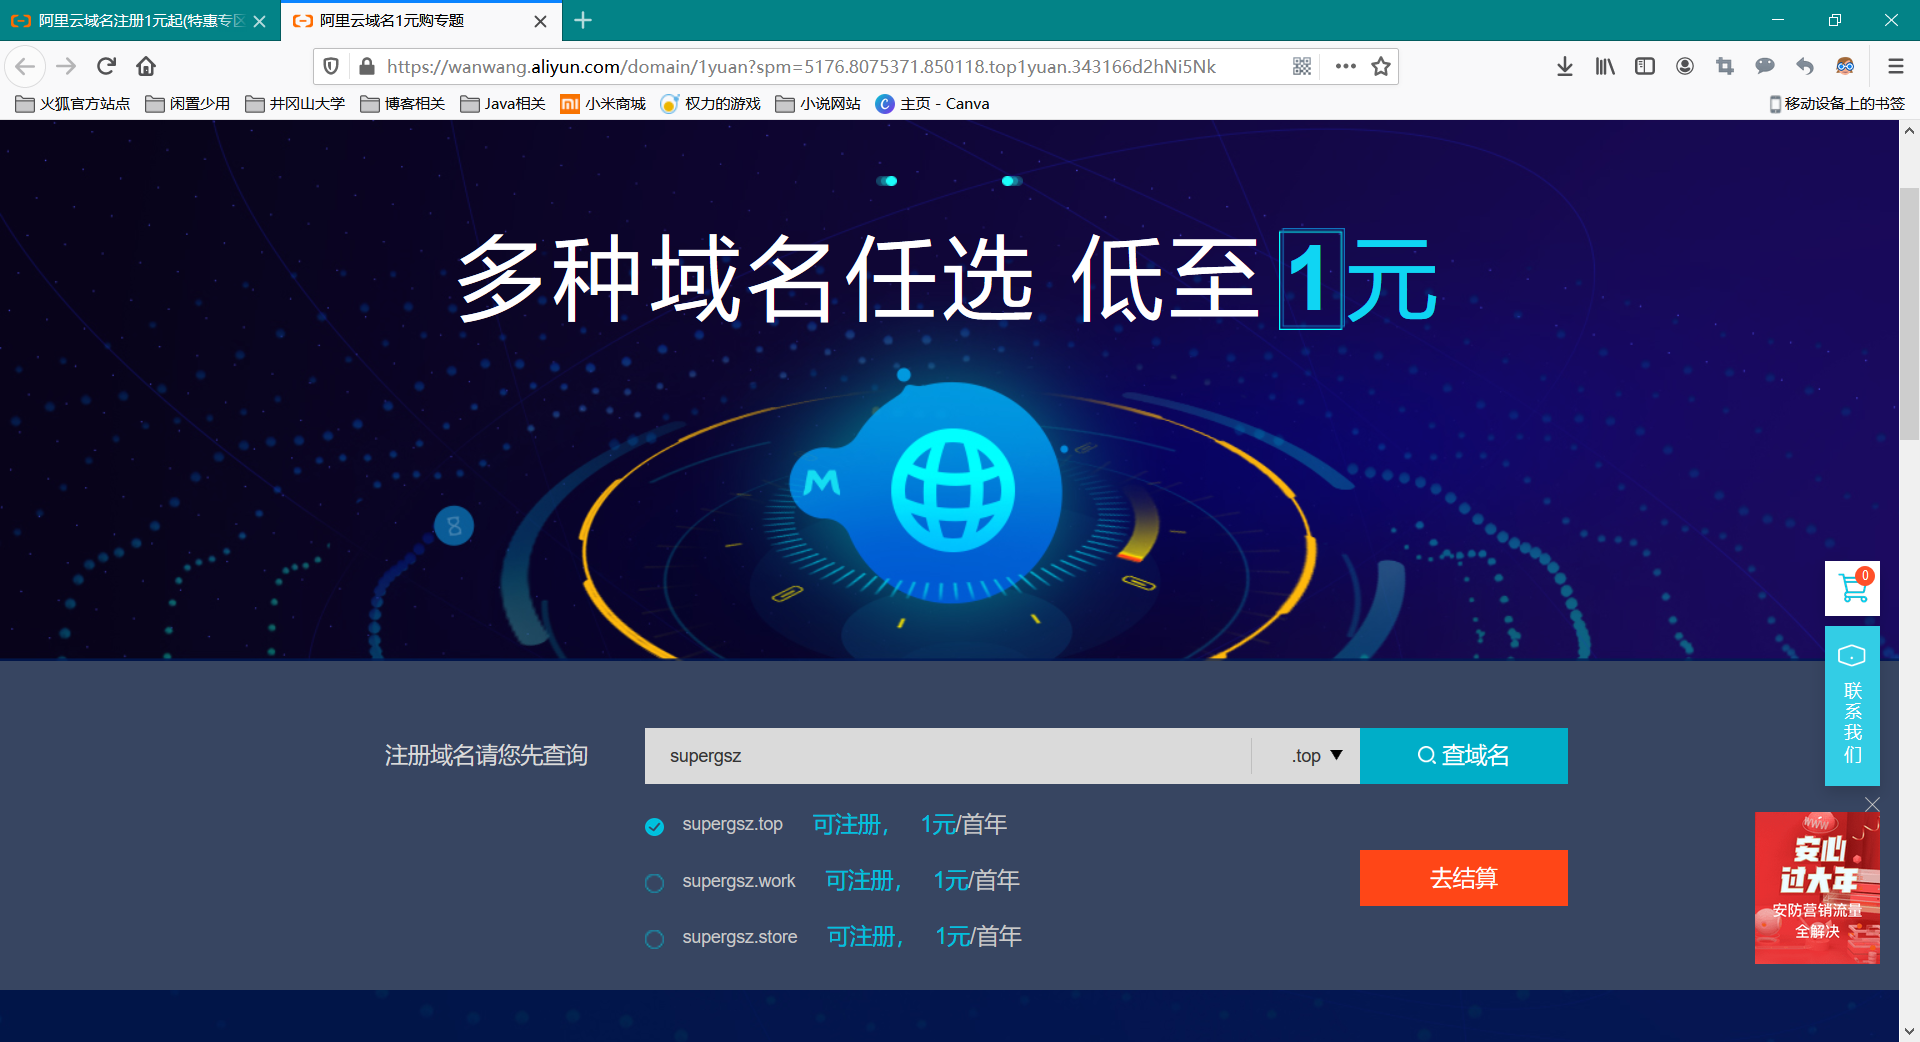 阿里云域名注册1元起(特惠专区
阿里云域名1元购专题
https://wanwang.aliyun.com/domain/1yuan?spm=5176.8075371.850118.top1yuan.343166d2hNi5Nk
火狐官方站点 闲置少用 井冈山大学 博客相关 Java相关 小米商城 权力的游戏 小说网站 主页 - Canva 移动设备上的书签
多种域名任选 低至1元
0
联系我们
注册域名请您先查询 supergsz .top 查域名
supergsz.top 可注册, 1元/首年
supergsz.work 可注册, 1元/首年
supergsz.store 可注册, 1元/首年
去结算
WWW
安心
过大年
安防营销流量
全解决